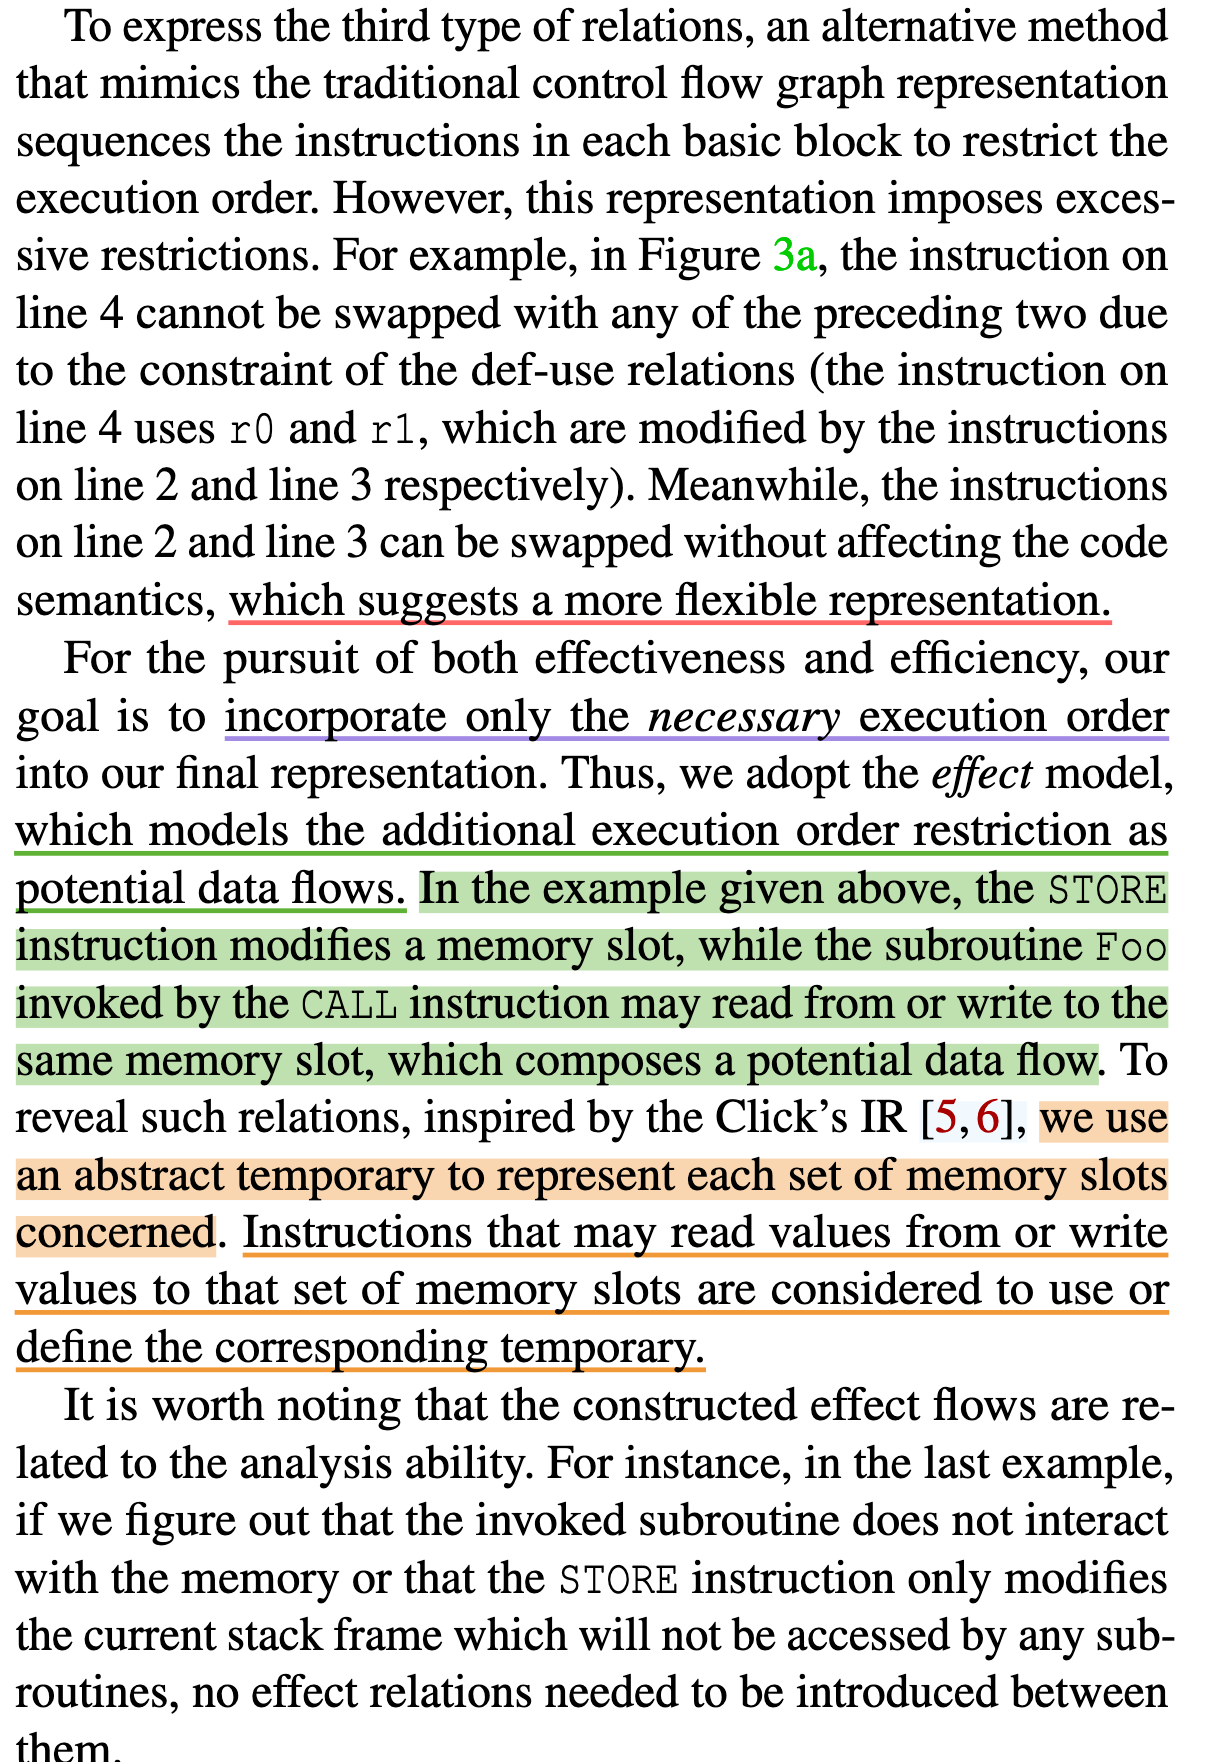 To express the third type of relations, an alternative method
that mimics the traditional control flow graph representation
sequences the instructions in each basic block to restrict the
execution order. However, this representation imposes exces-
sive restrictions. For example, in Figure 3a, the instruction on
line 4 cannot be swapped with any of the preceding two due
to the constraint of the def-use relations (the instruction on
line 4 uses r0 and r1, which are modified by the instructions
on line 2 and line 3 respectively). Meanwhile, the instructions
on line 2 and line 3 can be swapped without affecting the code
semantics, which suggests a more flexible representation.
For the pursuit of both effectiveness and efficiency, our
goal is to incorporate only the necessary execution order
into our final representation. Thus, we adopt the effect model,
which models the additional execution order restriction as
potential data flows. In the example given above, the STORE
instruction modifies a memory slot, while the subroutine Foo
invoked by the CALL instruction may read from or write to the
same memory slot, which composes a potential data flow. To
reveal such relations, inspired by the Click's IR [5,6], we use
an abstract temporary to represent each set of memory slots
concerned. Instructions that may read values from or write
values to that set of memory slots are considered to use or
define the corresponding temporary.
It is worth noting that the constructed effect flows are re-
lated to the analysis ability. For instance, in the last example,
if we figure out that the invoked subroutine does not interact
with the memory or that the STORE instruction only modifies
the current stack frame which will not be accessed by any sub-
routines, no effect relations needed to be introduced between
them.